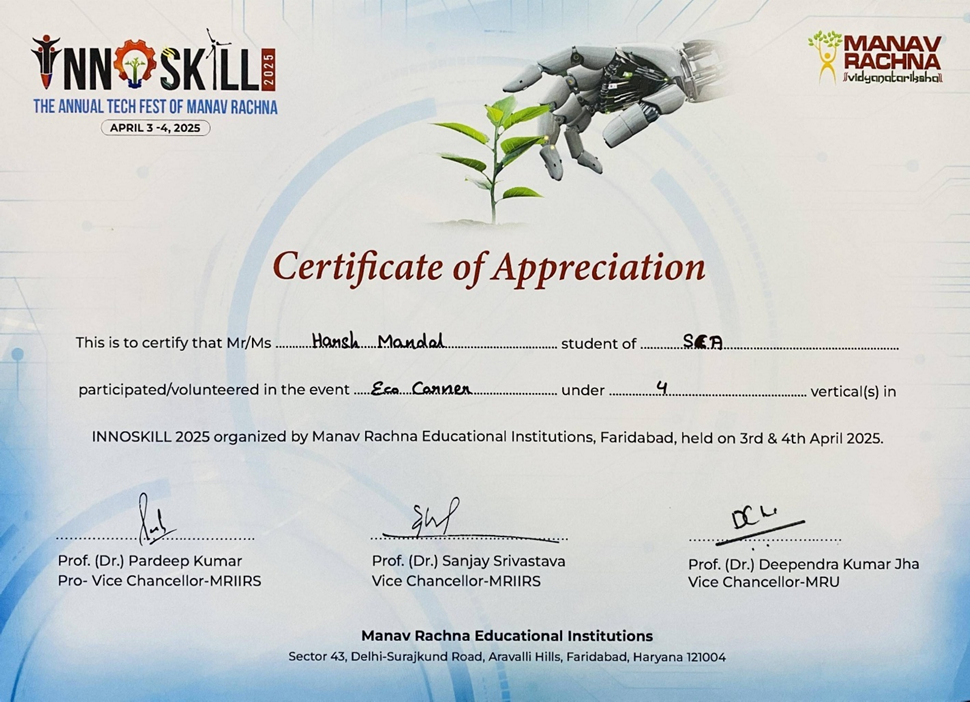 INNOSKILL 2025
THE ANNUAL TECH FEST OF MANAV RACHNA
APRIL 3 -4, 2025
MANAV
RACHNA
//vidyanatarikshall
Certificate of Appreciation
This is to certify that Mr/Ms Harsh Mandal student of
participated/volunteered in the event Eco Corner under 4 vertical(s) in
INNOSKILL 2025 organized by Manav Rachna Educational Institutions, Faridabad, held on 3rd & 4th April 2025.
Prof. (Dr.) Pardeep Kumar
Pro- Vice Chancellor-MRIIRS
Prof. (Dr.) Sanjay Srivastava
Vice Chancellor-MRIIRS
Prof. (Dr.) Deependra Kumar Jha
Vice Chancellor-MRU
Manav Rachna Educational Institutions
Sector 43, Delhi-Surajkund Road, Aravalli Hills, Faridabad, Haryana 121004